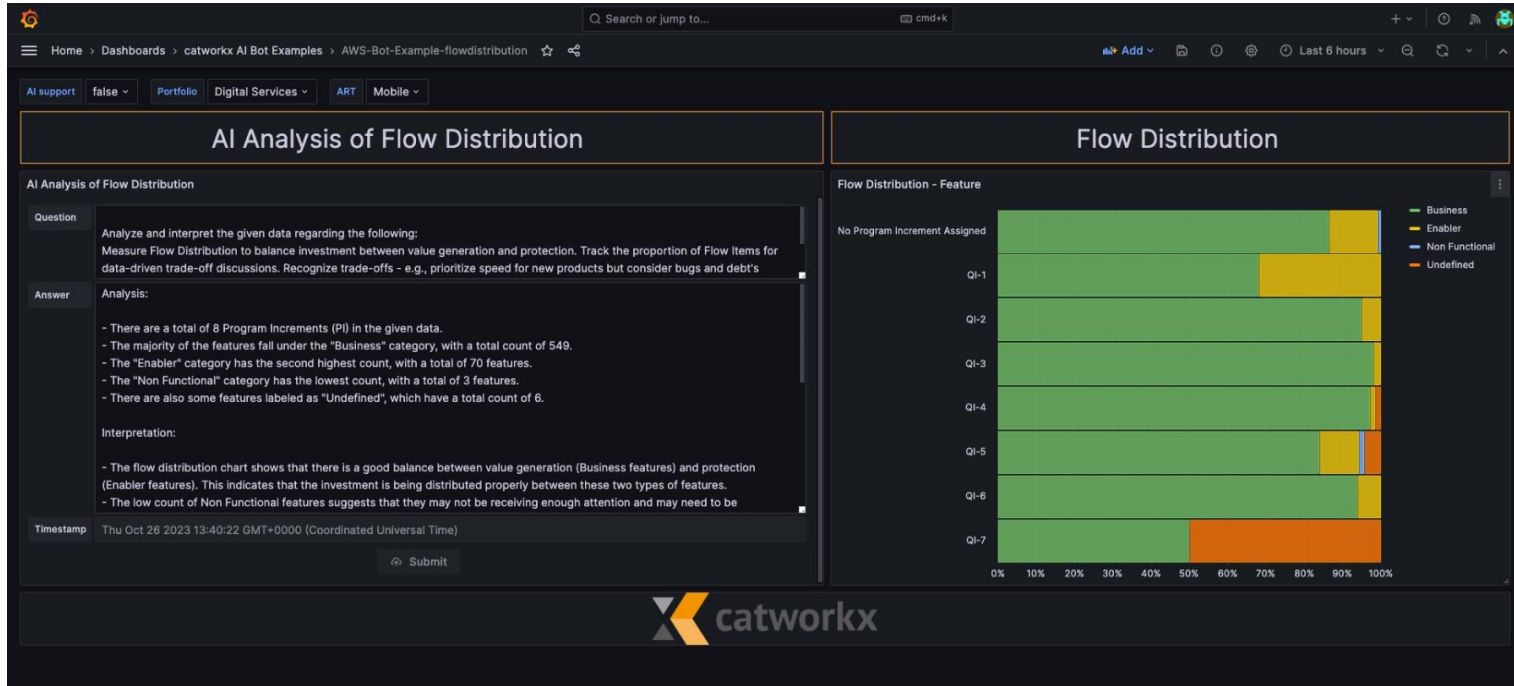 Search or jump to...
cmd+k
Home › Dashboards › catworkx AI Bot Examples › AWS-Bot-Example-flowdistribution
Add
Last 6 hours
AI support false Portfolio Digital Services ART Mobile
AI Analysis of Flow Distribution
AI Analysis of Flow Distribution
Question
Analyze and interpret the given data regarding the following:
Measure Flow Distribution to balance investment between value generation and protection. Track the proportion of Flow Items for
data-driven trade-off discussions. Recognize trade-offs - e.g., prioritize speed for new products but consider bugs and debt's
Answer
Analysis:
- There are a total of 8 Program Increments (PI) in the given data.
- The majority of the features fall under the "Business" category, with a total count of 549.
- The "Enabler" category has the second highest count, with a total of 70 features.
- The "Non Functional" category has the lowest count, with a total of 3 features.
- There are also some features labeled as "Undefined", which have a total count of 6.
Interpretation:
- The flow distribution chart shows that there is a good balance between value generation (Business features) and protection
(Enabler features). This indicates that the investment is being distributed properly between these two types of features.
- The low count of Non Functional features suggests that they may not be receiving enough attention and may need to be
Timestamp
Thu Oct 26 2023 13:40:22 GMT+0000 (Coordinated Universal Time)
Submit
Flow Distribution
Flow Distribution - Feature
No Program Increment Assigned
QI-1
QI-2
QI-3
QI-4
QI-5
QI-6
QI-7
0% 10% 20% 30% 40% 50% 60% 70% 80% 90% 100%
Business
Enabler
Non Functional
Undefined
catworkx